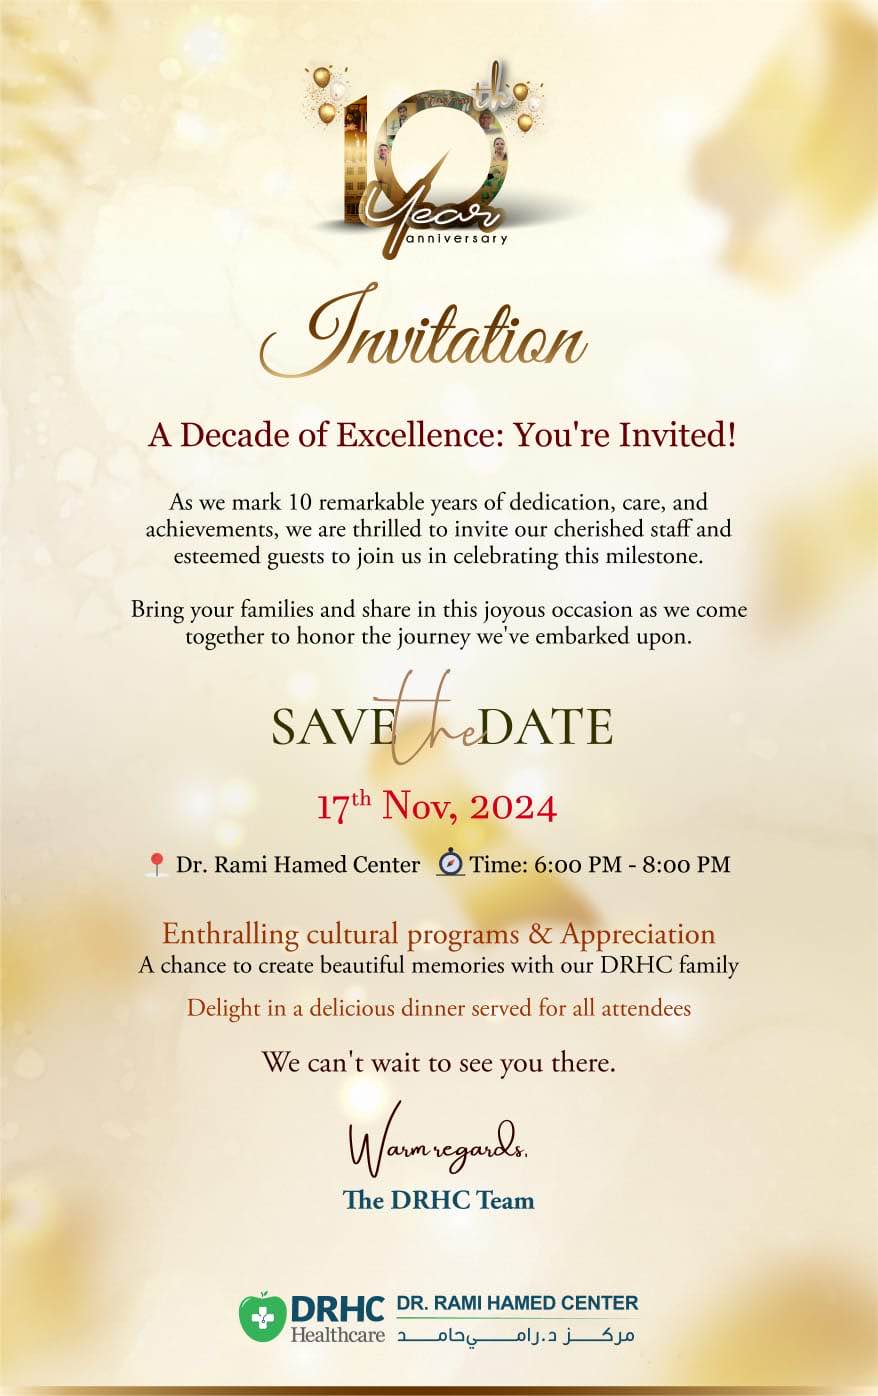 10th
Year
anniversary
Invitation
A Decade of Excellence: You're Invited!
As we mark 10 remarkable years of dedication, care, and
achievements, we are thrilled to invite our cherished staff and
esteemed guests to join us in celebrating this milestone.
Bring your families and share in this joyous occasion as we come
together to honor the journey we've embarked upon.
SAVE the DATE
17th Nov, 2024
Dr. Rami Hamed Center Time: 6:00 PM - 8:00 PM
Enthralling cultural programs & Appreciation
A chance to create beautiful memories with our DRHC family
Delight in a delicious dinner served for all attendees
We can't wait to see you there.
Warm regards,
The DRHC Team
DRHC DR. RAMI HAMED CENTER
Healthcare مركــــز د.رامـــــي حامـــــد